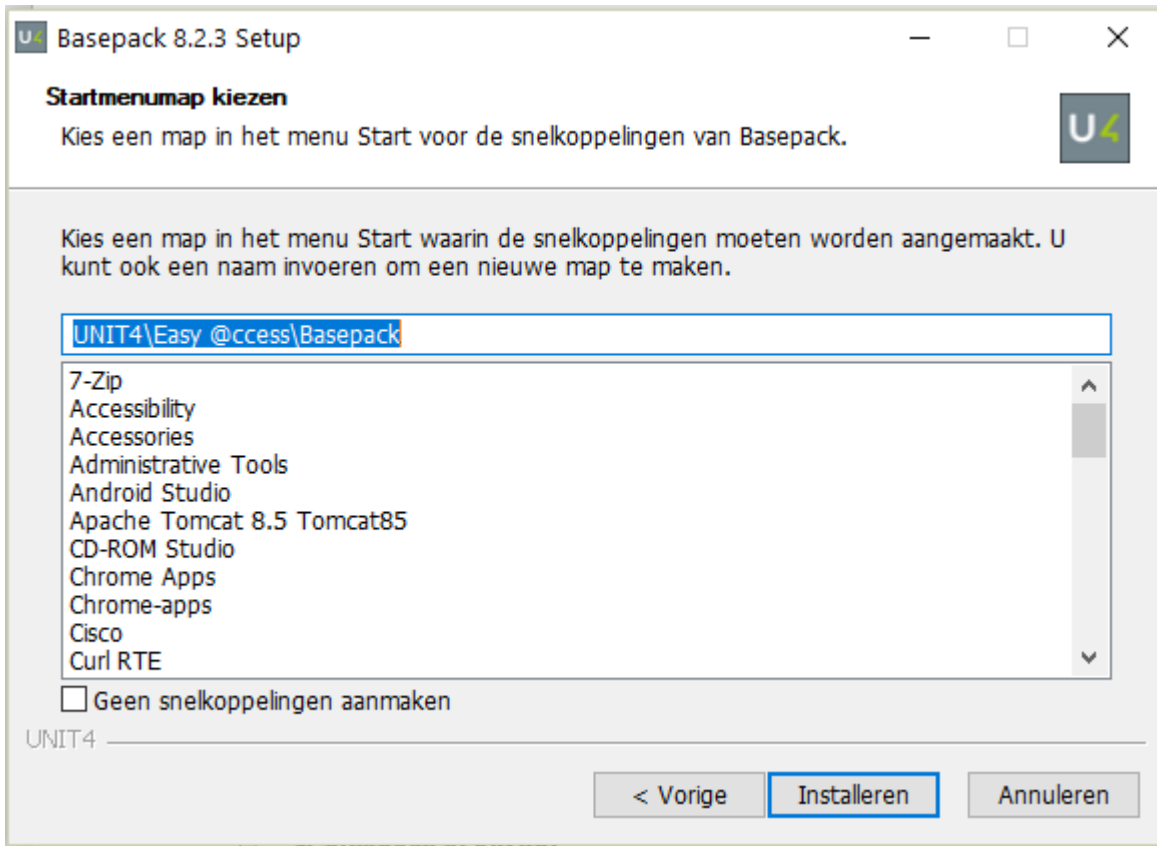 U4 Basepack 8.2.3 Setup
Startmenumap kiezen
Kies een map in het menu Start voor de snelkoppelingen van Basepack.
U4
Kies een map in het menu Start waarin de snelkoppelingen moeten worden aangemaakt. U
kunt ook een naam invoeren om een nieuwe map te maken.
UNIT4\Easy @ccess\Basepack
7-Zip
Accessibility
Accessories
Administrative Tools
Android Studio
Apache Tomcat 8.5 Tomcat85
CD-ROM Studio
Chrome Apps
Chrome-apps
Cisco
Curl RTE
Geen snelkoppelingen aanmaken
UNIT4
< Vorige
Installeren
Annuleren